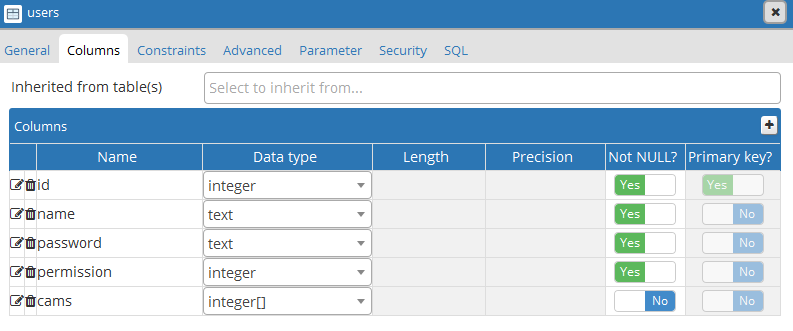 users
General Columns Constraints Advanced Parameter Security SQL
Inherited from table(s) Select to inherit from...
Columns
Name Data type Length Precision Not NULL? Primary key?
id integer Yes Yes
name text Yes No
password text Yes No
permission integer Yes No
cams integer[] No No